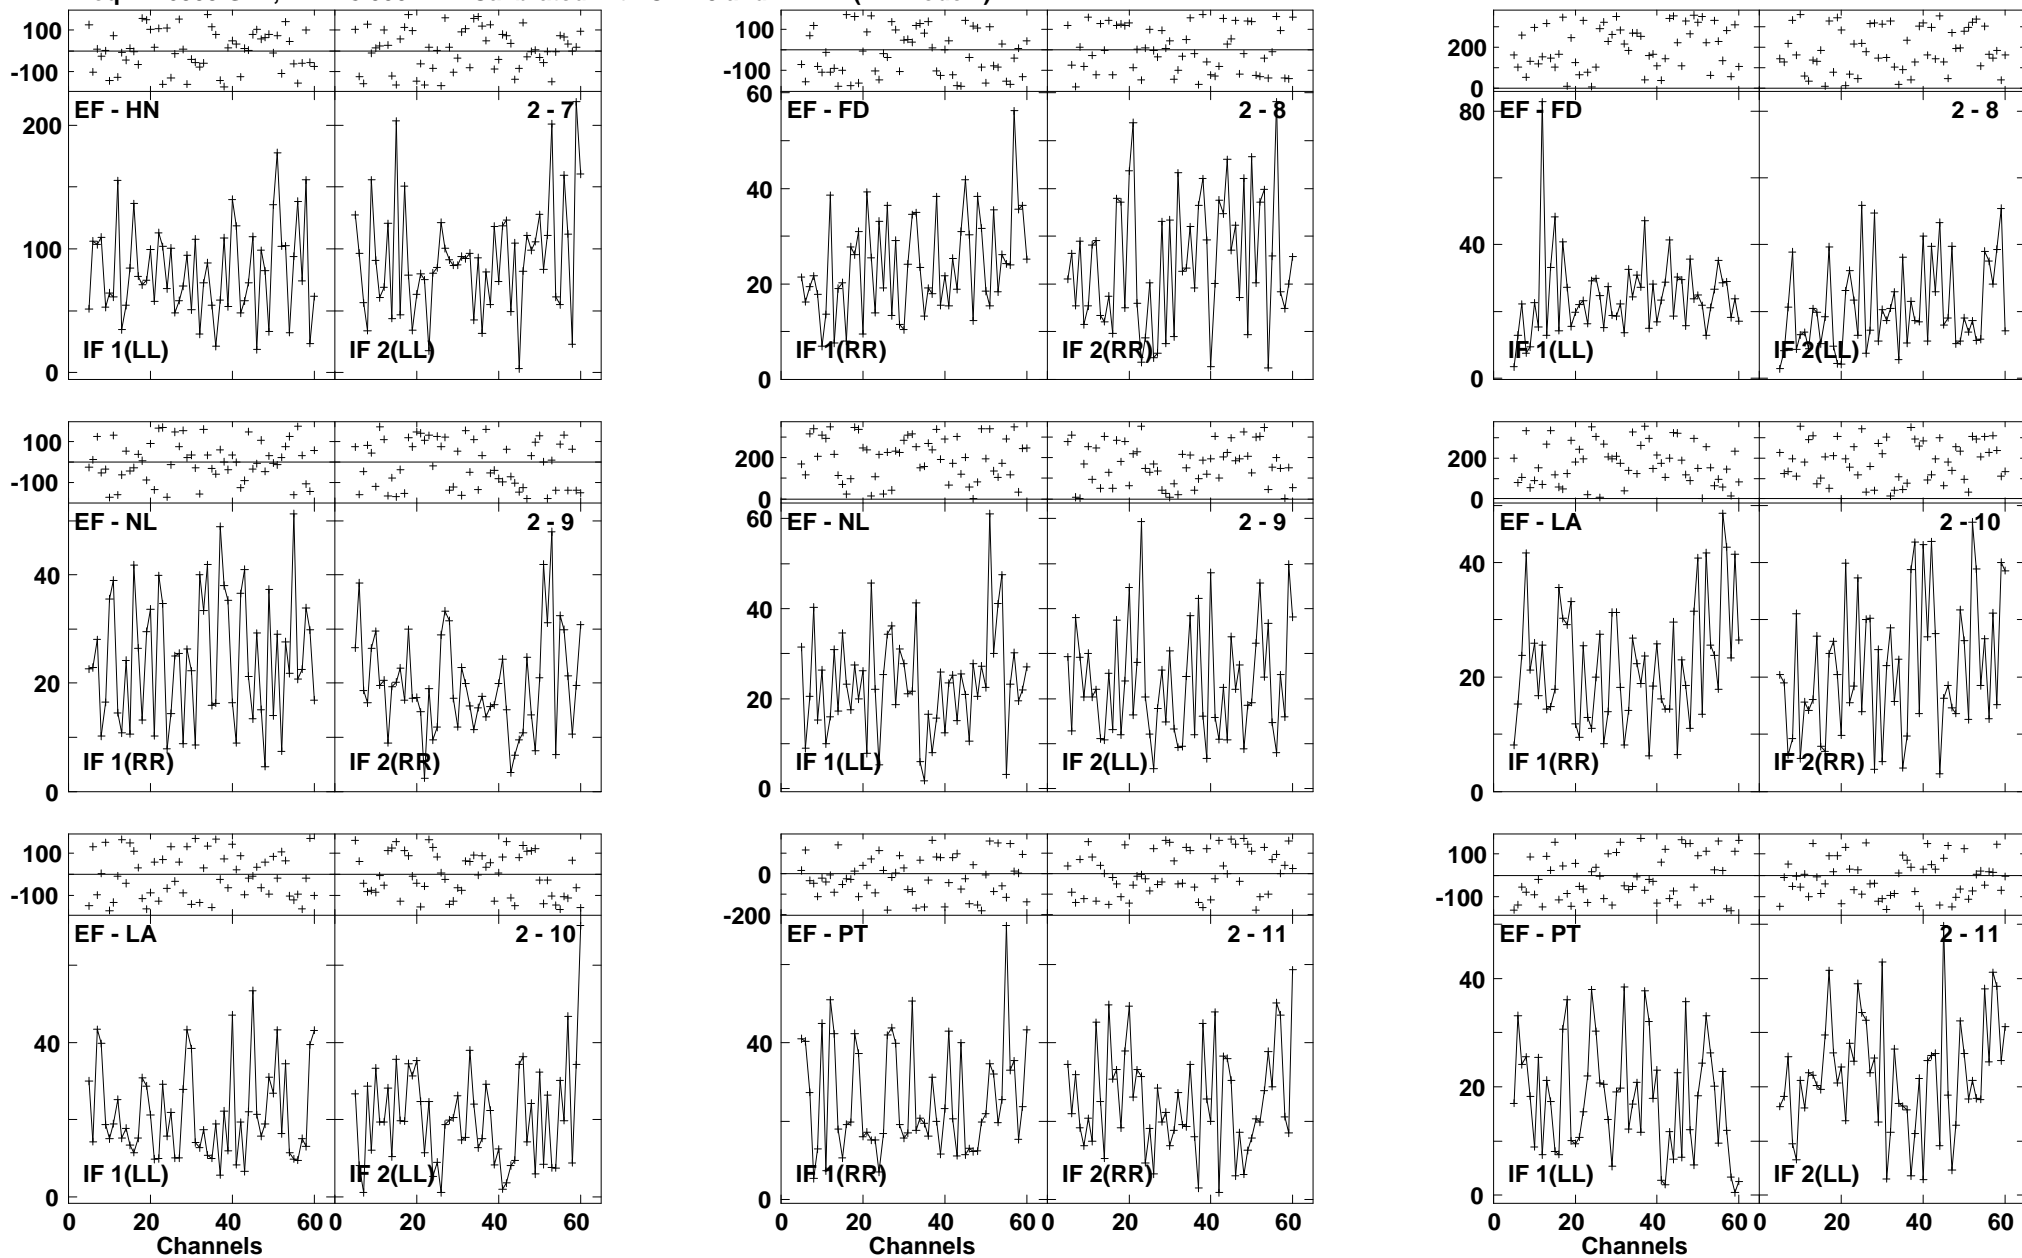 100
-100
EF - HN 2 - 7
200
100
0
IF 1(LL) IF 2(LL)
100
-100
60
EF - FD 2 - 8
40
20
0
IF 1(RR) IF 2(RR)
200
0
80
EF - FD 2 - 8
40
0
IF 1(LL) IF 2(LL)
100
-100
EF - NL 2 - 9
40
20
0
IF 1(RR) IF 2(RR)
200
0
60
EF - NL 2 - 9
40
20
0
IF 1(LL) IF 2(LL)
200
0
EF - LA 2 - 10
40
20
0
IF 1(RR) IF 2(RR)
100
-100
EF - LA 2 - 10
40
0
IF 1(LL) IF 2(LL)
0 20 40 60 0 20 40 60
Channels
0
-200
EF - PT 2 - 11
40
0
IF 1(RR) IF 2(RR)
0 20 40 60 0 20 40 60
Channels
100
-100
EF - PT 2 - 11
40
20
0
IF 1(LL) IF 2(LL)
0 20 40 60 0 20 40 60
Channels